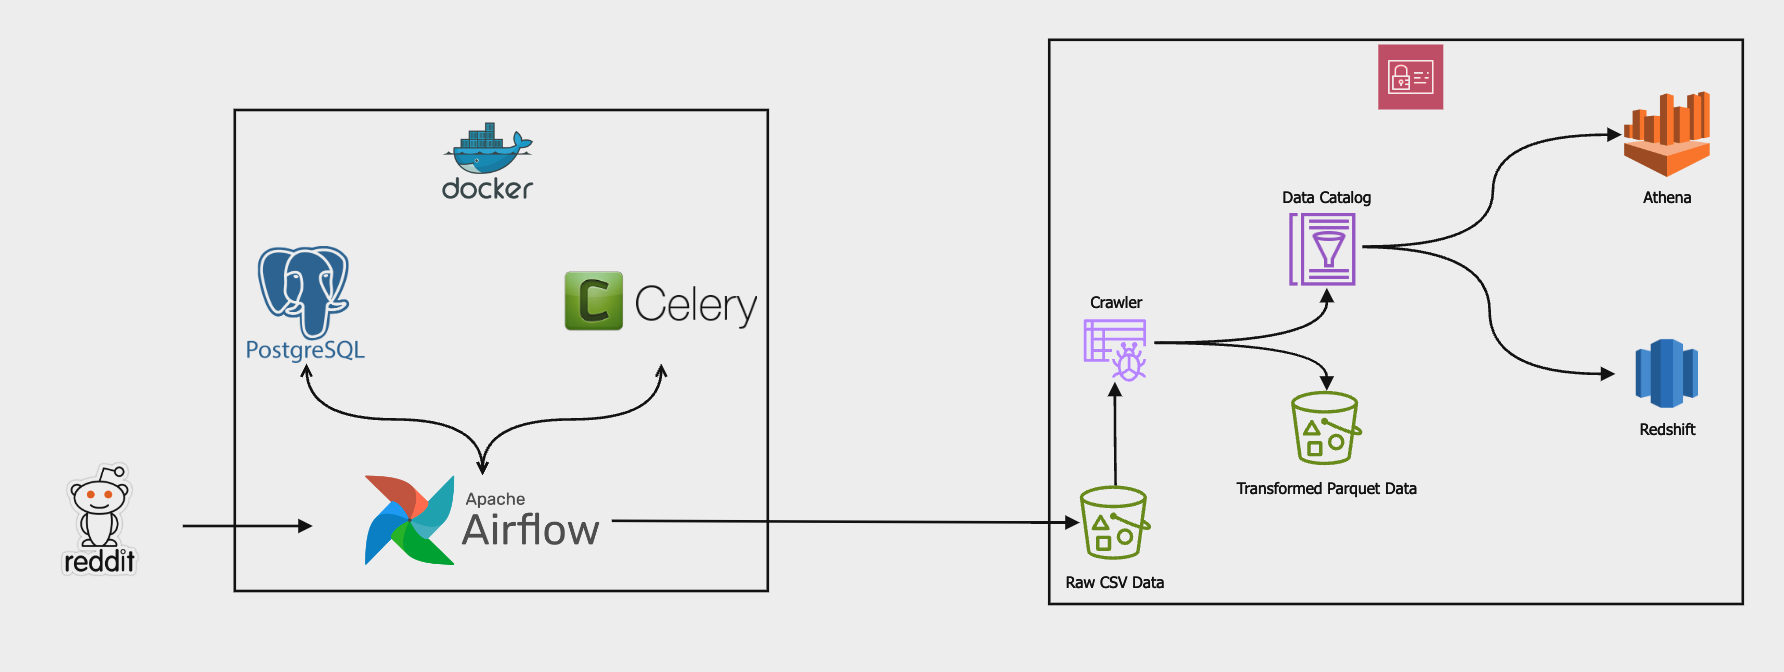 docker
PostgreSQL
C Celery
reddit
Apache
Airflow
Raw CSV Data
Crawler
Data Catalog
Transformed Parquet Data
Athena
Redshift